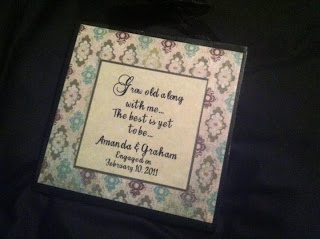 Grow old along
with me...
The best is yet
to be...
Amanda & Graham
Engaged on
February 10, 2011